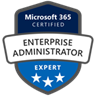 Microsoft 365
CERTIFIED
ENTERPRISE
ADMINISTRATOR
EXPERT